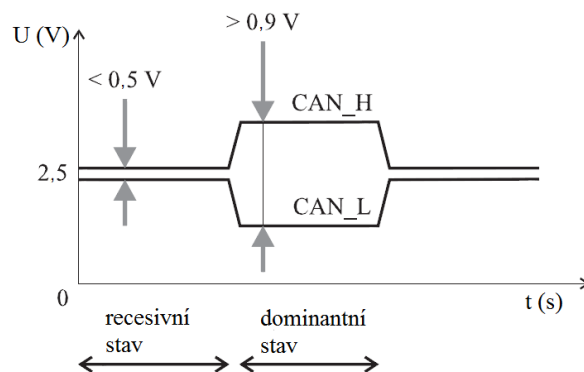 U (V)
> 0,9 V
< 0,5 V
CAN_H
2,5
CAN_L
0
t (s)
recesivní
stav
dominantní
stav